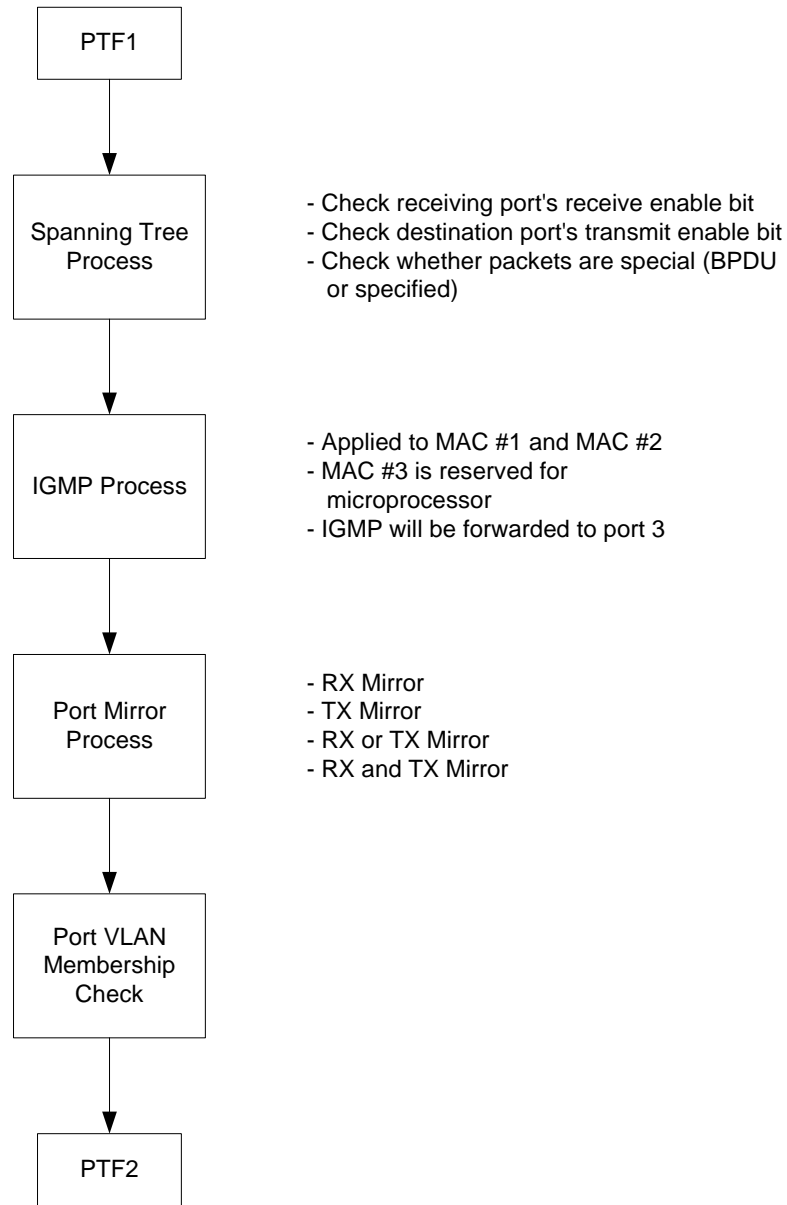 PTF1
Spanning Tree
Process
- Check receiving port's receive enable bit
- Check destination port's transmit enable bit
- Check whether packets are special (BPDU
or specified)
IGMP Process
- Applied to MAC #1 and MAC #2
- MAC #3 is reserved for
microprocessor
- IGMP will be forwarded to port 3
Port Mirror
Process
- RX Mirror
- TX Mirror
- RX or TX Mirror
- RX and TX Mirror
Port VLAN
Membership
Check
PTF2